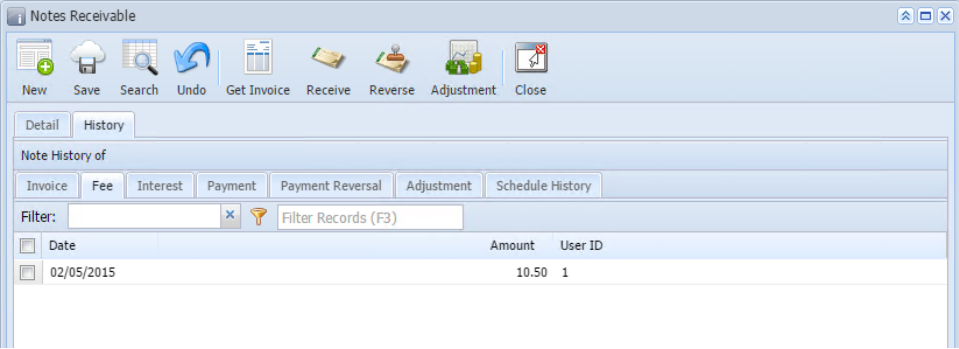 Notes Receivable
New Save Search Undo Get Invoice Receive Reverse Adjustment Close
Detail History
Note History of
Invoice Fee Interest Payment Payment Reversal Adjustment Schedule History
Filter: Filter Records (F3)
Date Amount User ID
02/05/2015 10.50 1